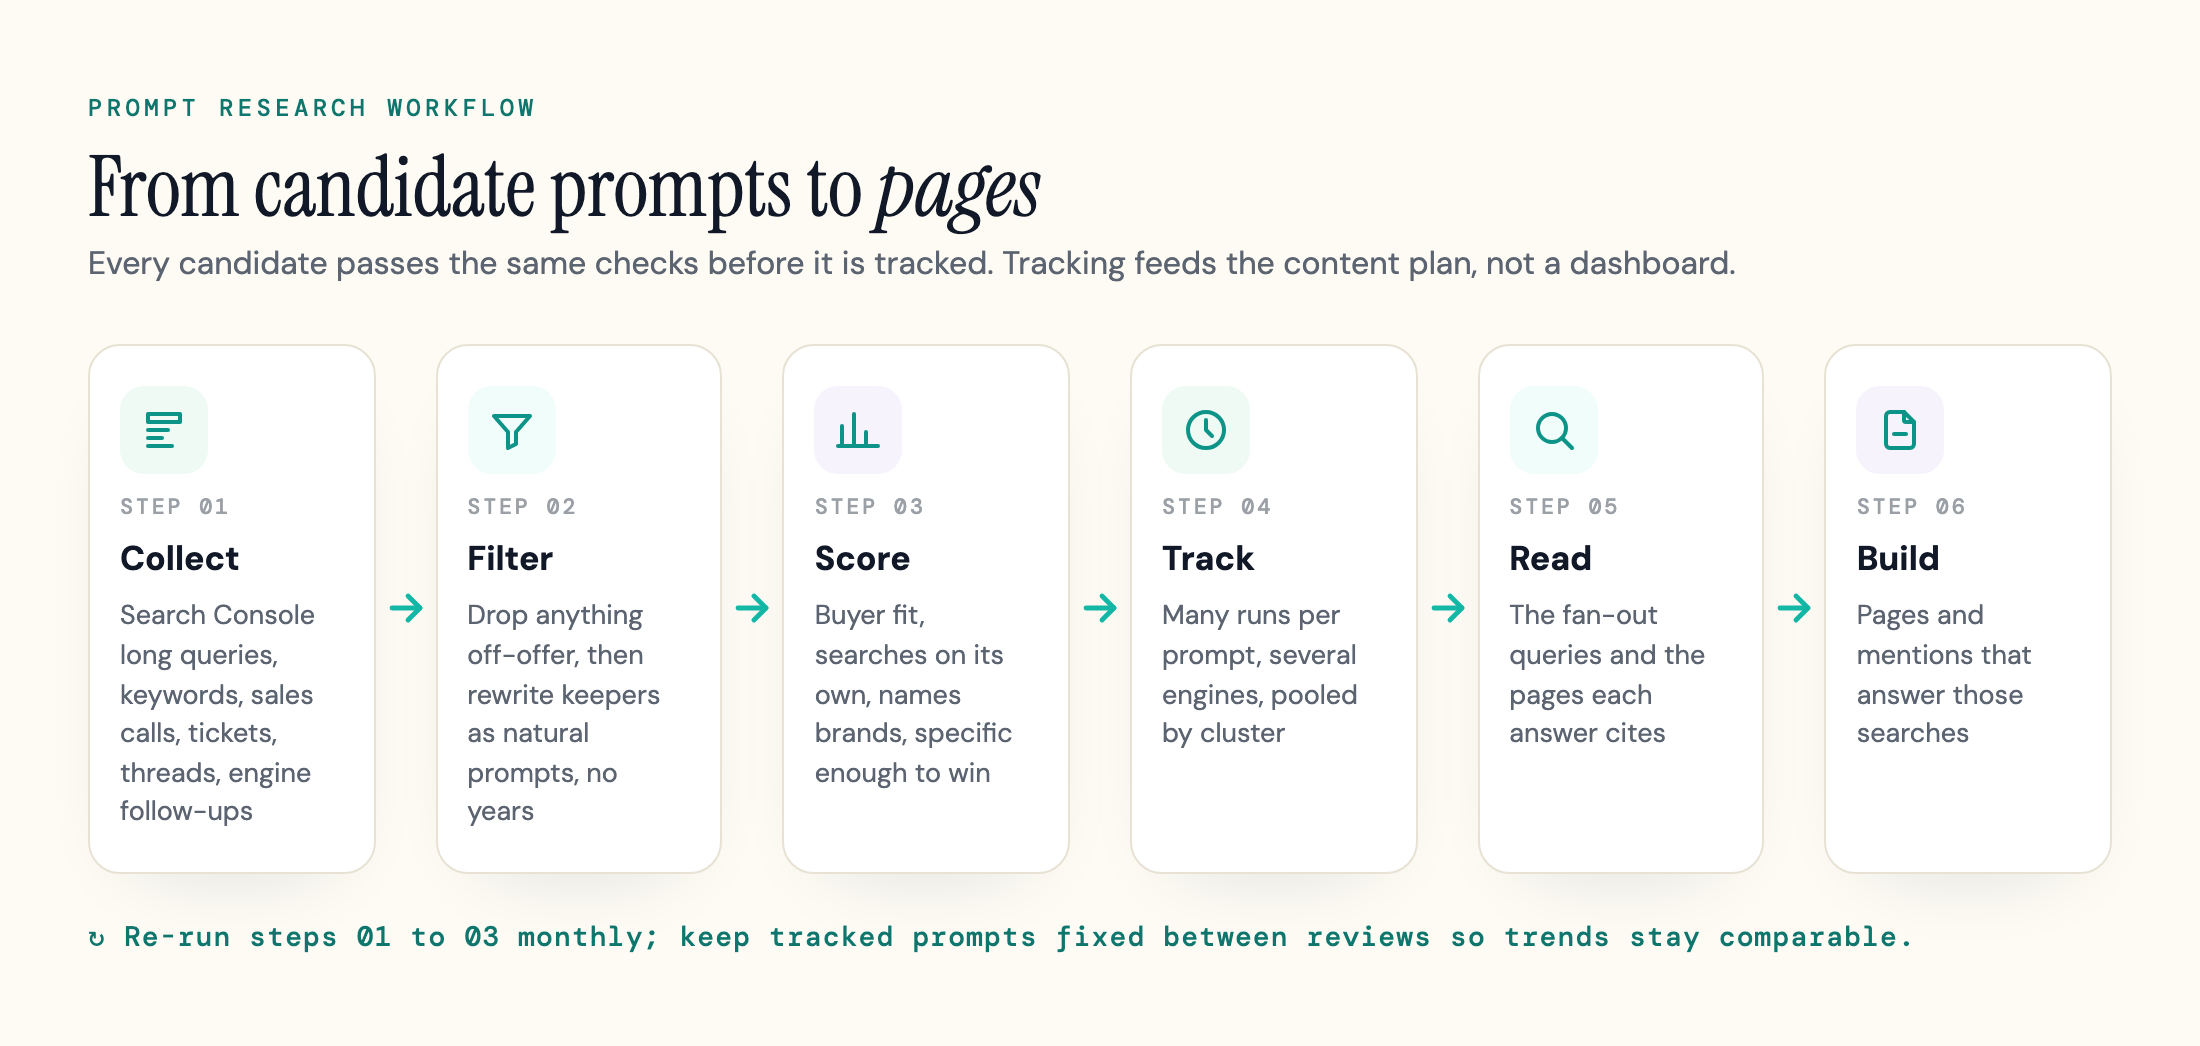 PROMPT RESEARCH WORKFLOW
From candidate prompts to pages
Every candidate passes the same checks before it is tracked. Tracking feeds the content plan, not a dashboard.
STEP 01
Collect
Search Console
long queries,
keywords, sales
calls, tickets,
threads, engine
follow-ups
STEP 02
Filter
Drop anything
off-offer, then
rewrite keepers
as natural
prompts, no
years
STEP 03
Score
Buyer fit,
searches on its
own, names
brands, specific
enough to win
STEP 04
Track
Many runs per
prompt, several
engines, pooled
by cluster
STEP 05
Read
The fan-out
queries and the
pages each
answer cites
STEP 06
Build
Pages and
mentions that
answer those
searches
↻ Re-run steps 01 to 03 monthly; keep tracked prompts fixed between reviews so trends stay comparable.